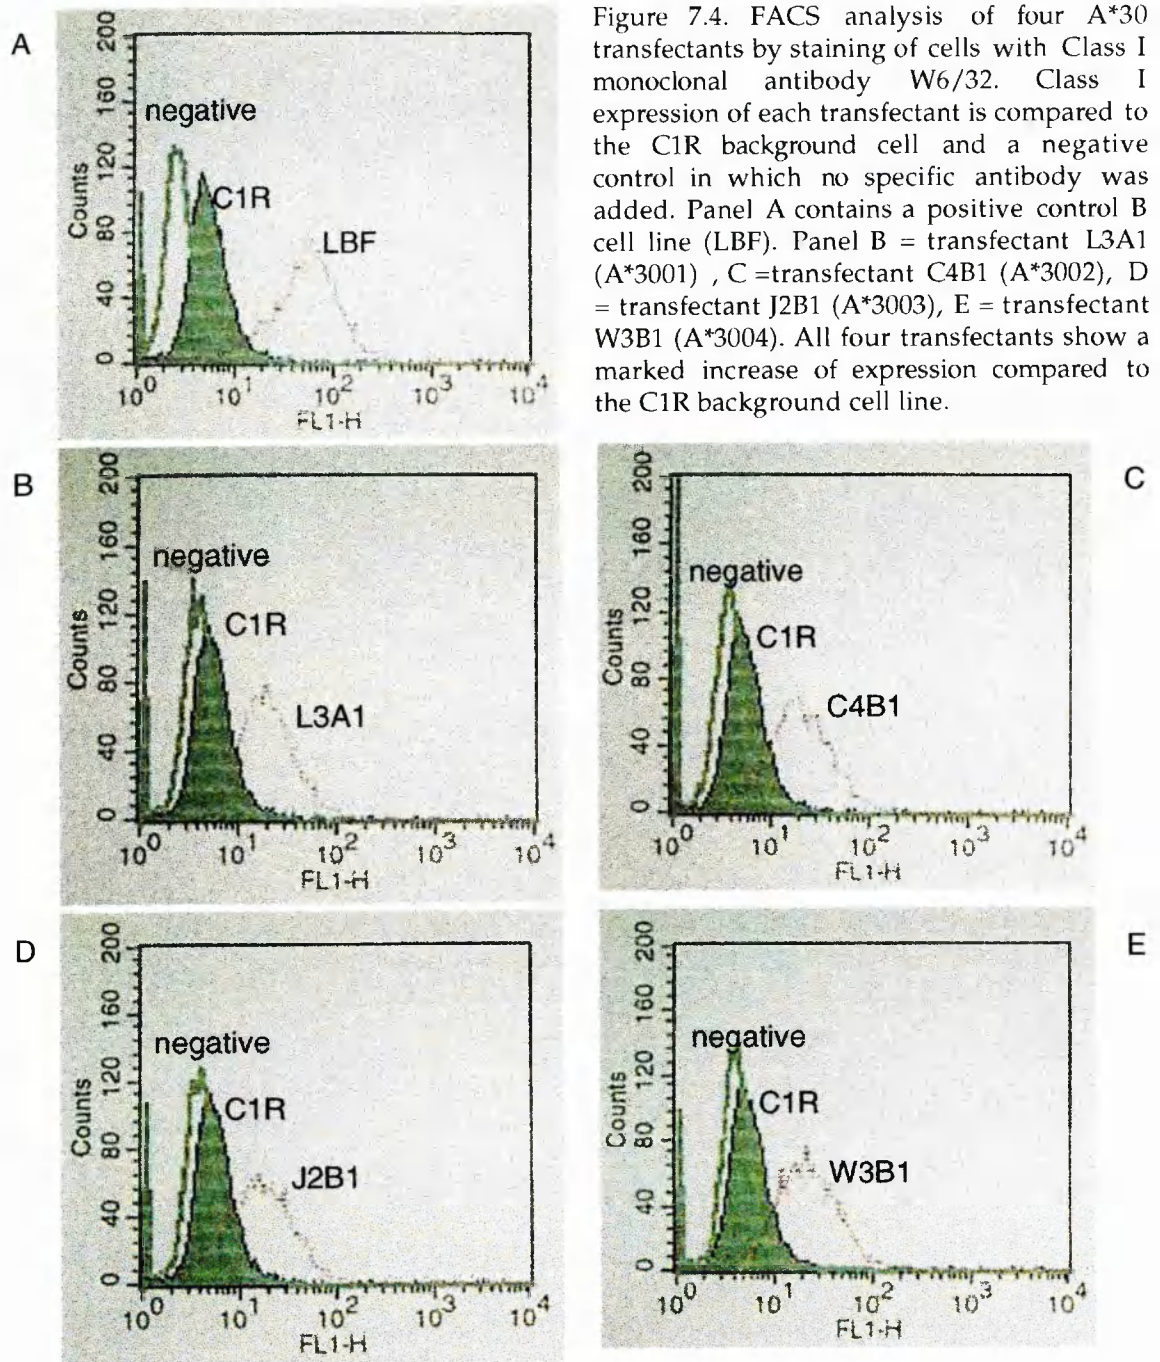 A
200
160
120
80
40
0
Counts
negative
C1R
LBF
10⁰ 10¹ 10² 10³ 10⁴
FL1-H
Figure 7.4. FACS analysis of four A*30
transfectants by staining of cells with Class I
monoclonal antibody W6/32. Class I
expression of each transfectant is compared to
the C1R background cell and a negative
control in which no specific antibody was
added. Panel A contains a positive control B
cell line (LBF). Panel B = transfectant L3A1
(A*3001) , C =transfectant C4B1 (A*3002), D
= transfectant J2B1 (A*3003), E = transfectant
W3B1 (A*3004). All four transfectants show a
marked increase of expression compared to
the C1R background cell line.
B
200
160
120
80
40
0
Counts
negative
C1R
L3A1
10⁰ 10¹ 10² 10³ 10⁴
FL1-H
C
200
160
120
80
40
0
Counts
negative
C1R
C4B1
10⁰ 10¹ 10² 10³ 10⁴
FL1-H
D
200
160
120
80
40
0
Counts
negative
C1R
J2B1
10⁰ 10¹ 10² 10³ 10⁴
FL1-H
E
200
160
120
80
40
0
Counts
negative
C1R
W3B1
10⁰ 10¹ 10² 10³ 10⁴
FL1-H